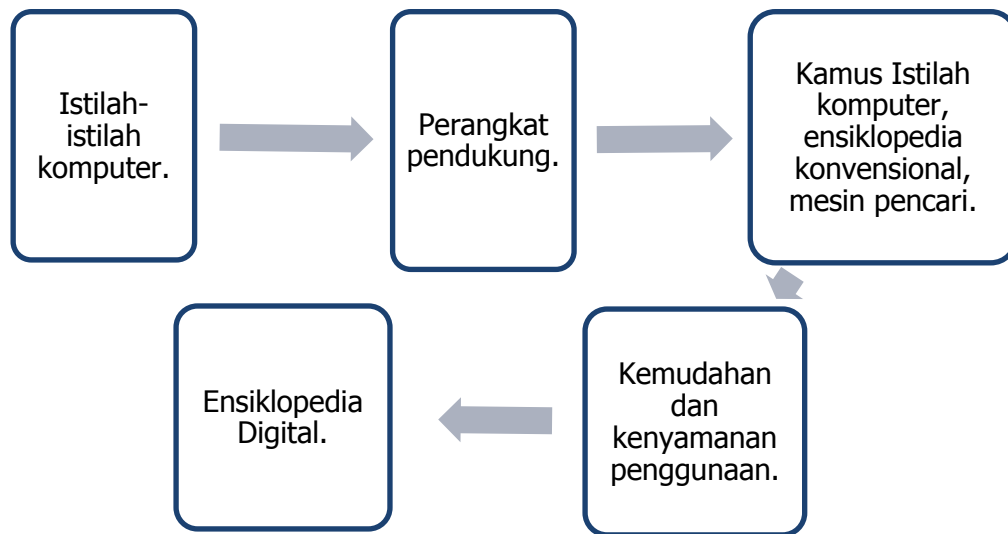 Istilah-
istilah
komputer.
Perangkat
pendukung.
Kamus Istilah
komputer,
ensiklopedia
konvensional,
mesin pencari.
Kemudahan
dan
kenyamanan
penggunaan.
Ensiklopedia
Digital.